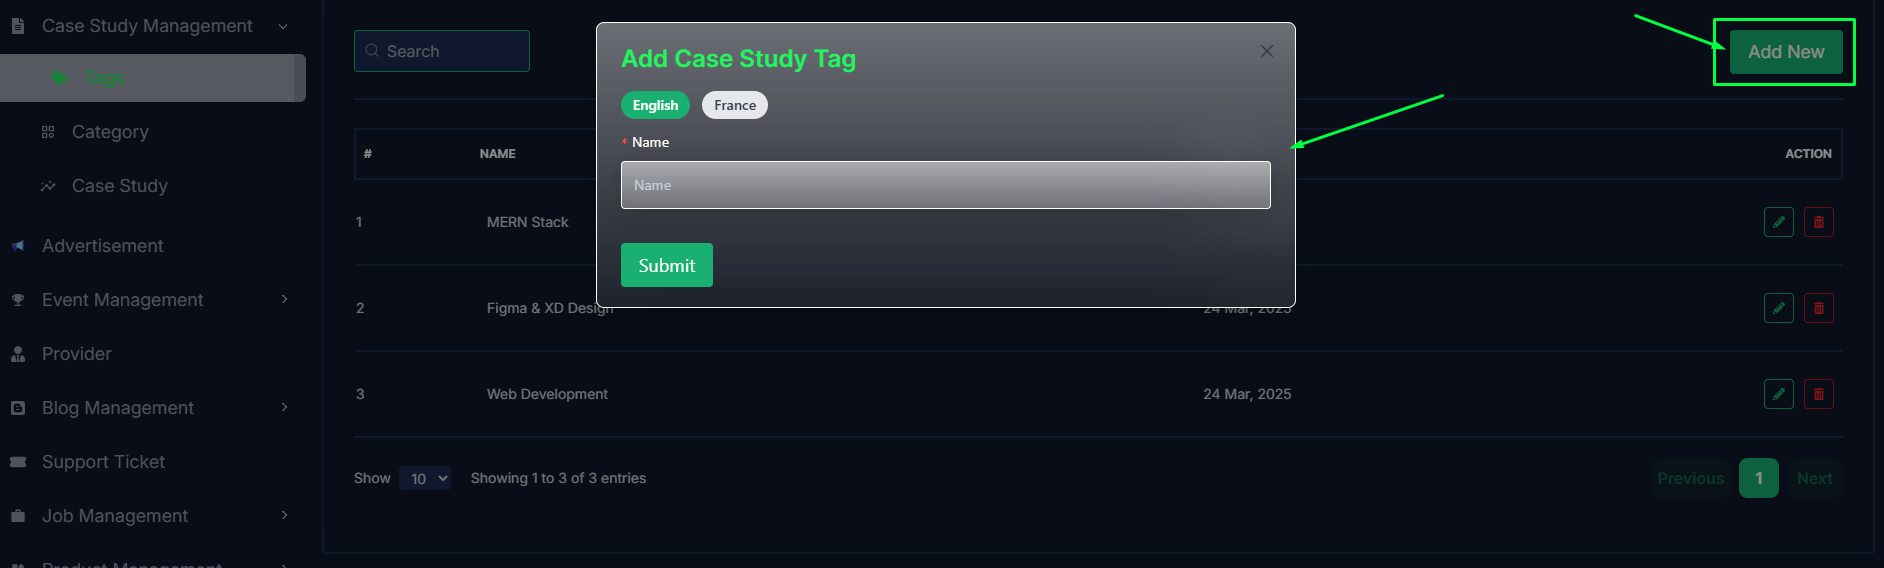 Case Study Management
Tags
Category
Case Study
Advertisement
Event Management
Provider
Blog Management
Support Ticket
Job Management
Product Management
Search
Add New
Add Case Study Tag
English France
* Name
Name
Submit
# NAME ACTION
1 MERN Stack
2 Figma & XD Design 24 Mar, 2025
3 Web Development 24 Mar, 2025
Show 10 Showing 1 to 3 of 3 entries
Previous 1 Next